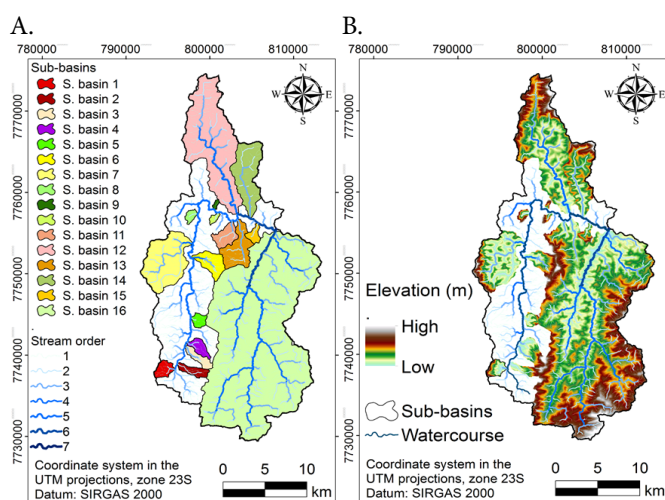 A.
B.
780000 790000 800000 810000
780000 790000 800000 810000
7770000
7760000
7750000
7740000
7730000
7770000
7760000
7750000
7740000
7730000
N
W E
S
N
W E
S
Sub-basins
S. basin 1
S. basin 2
S. basin 3
S. basin 4
S. basin 5
S. basin 6
S. basin 7
S. basin 8
S. basin 9
S. basin 10
S. basin 11
S. basin 12
S. basin 13
S. basin 14
S. basin 15
S. basin 16
Stream order
1
2
3
4
5
6
7
Coordinate system in the
UTM projections, zone 23S
Datum: SIRGAS 2000
0 5 10
km
Elevation (m)
High
Low
Sub-basins
Watercourse
Coordinate system in the
UTM projections, zone 23S
Datum: SIRGAS 2000
0 5 10
km